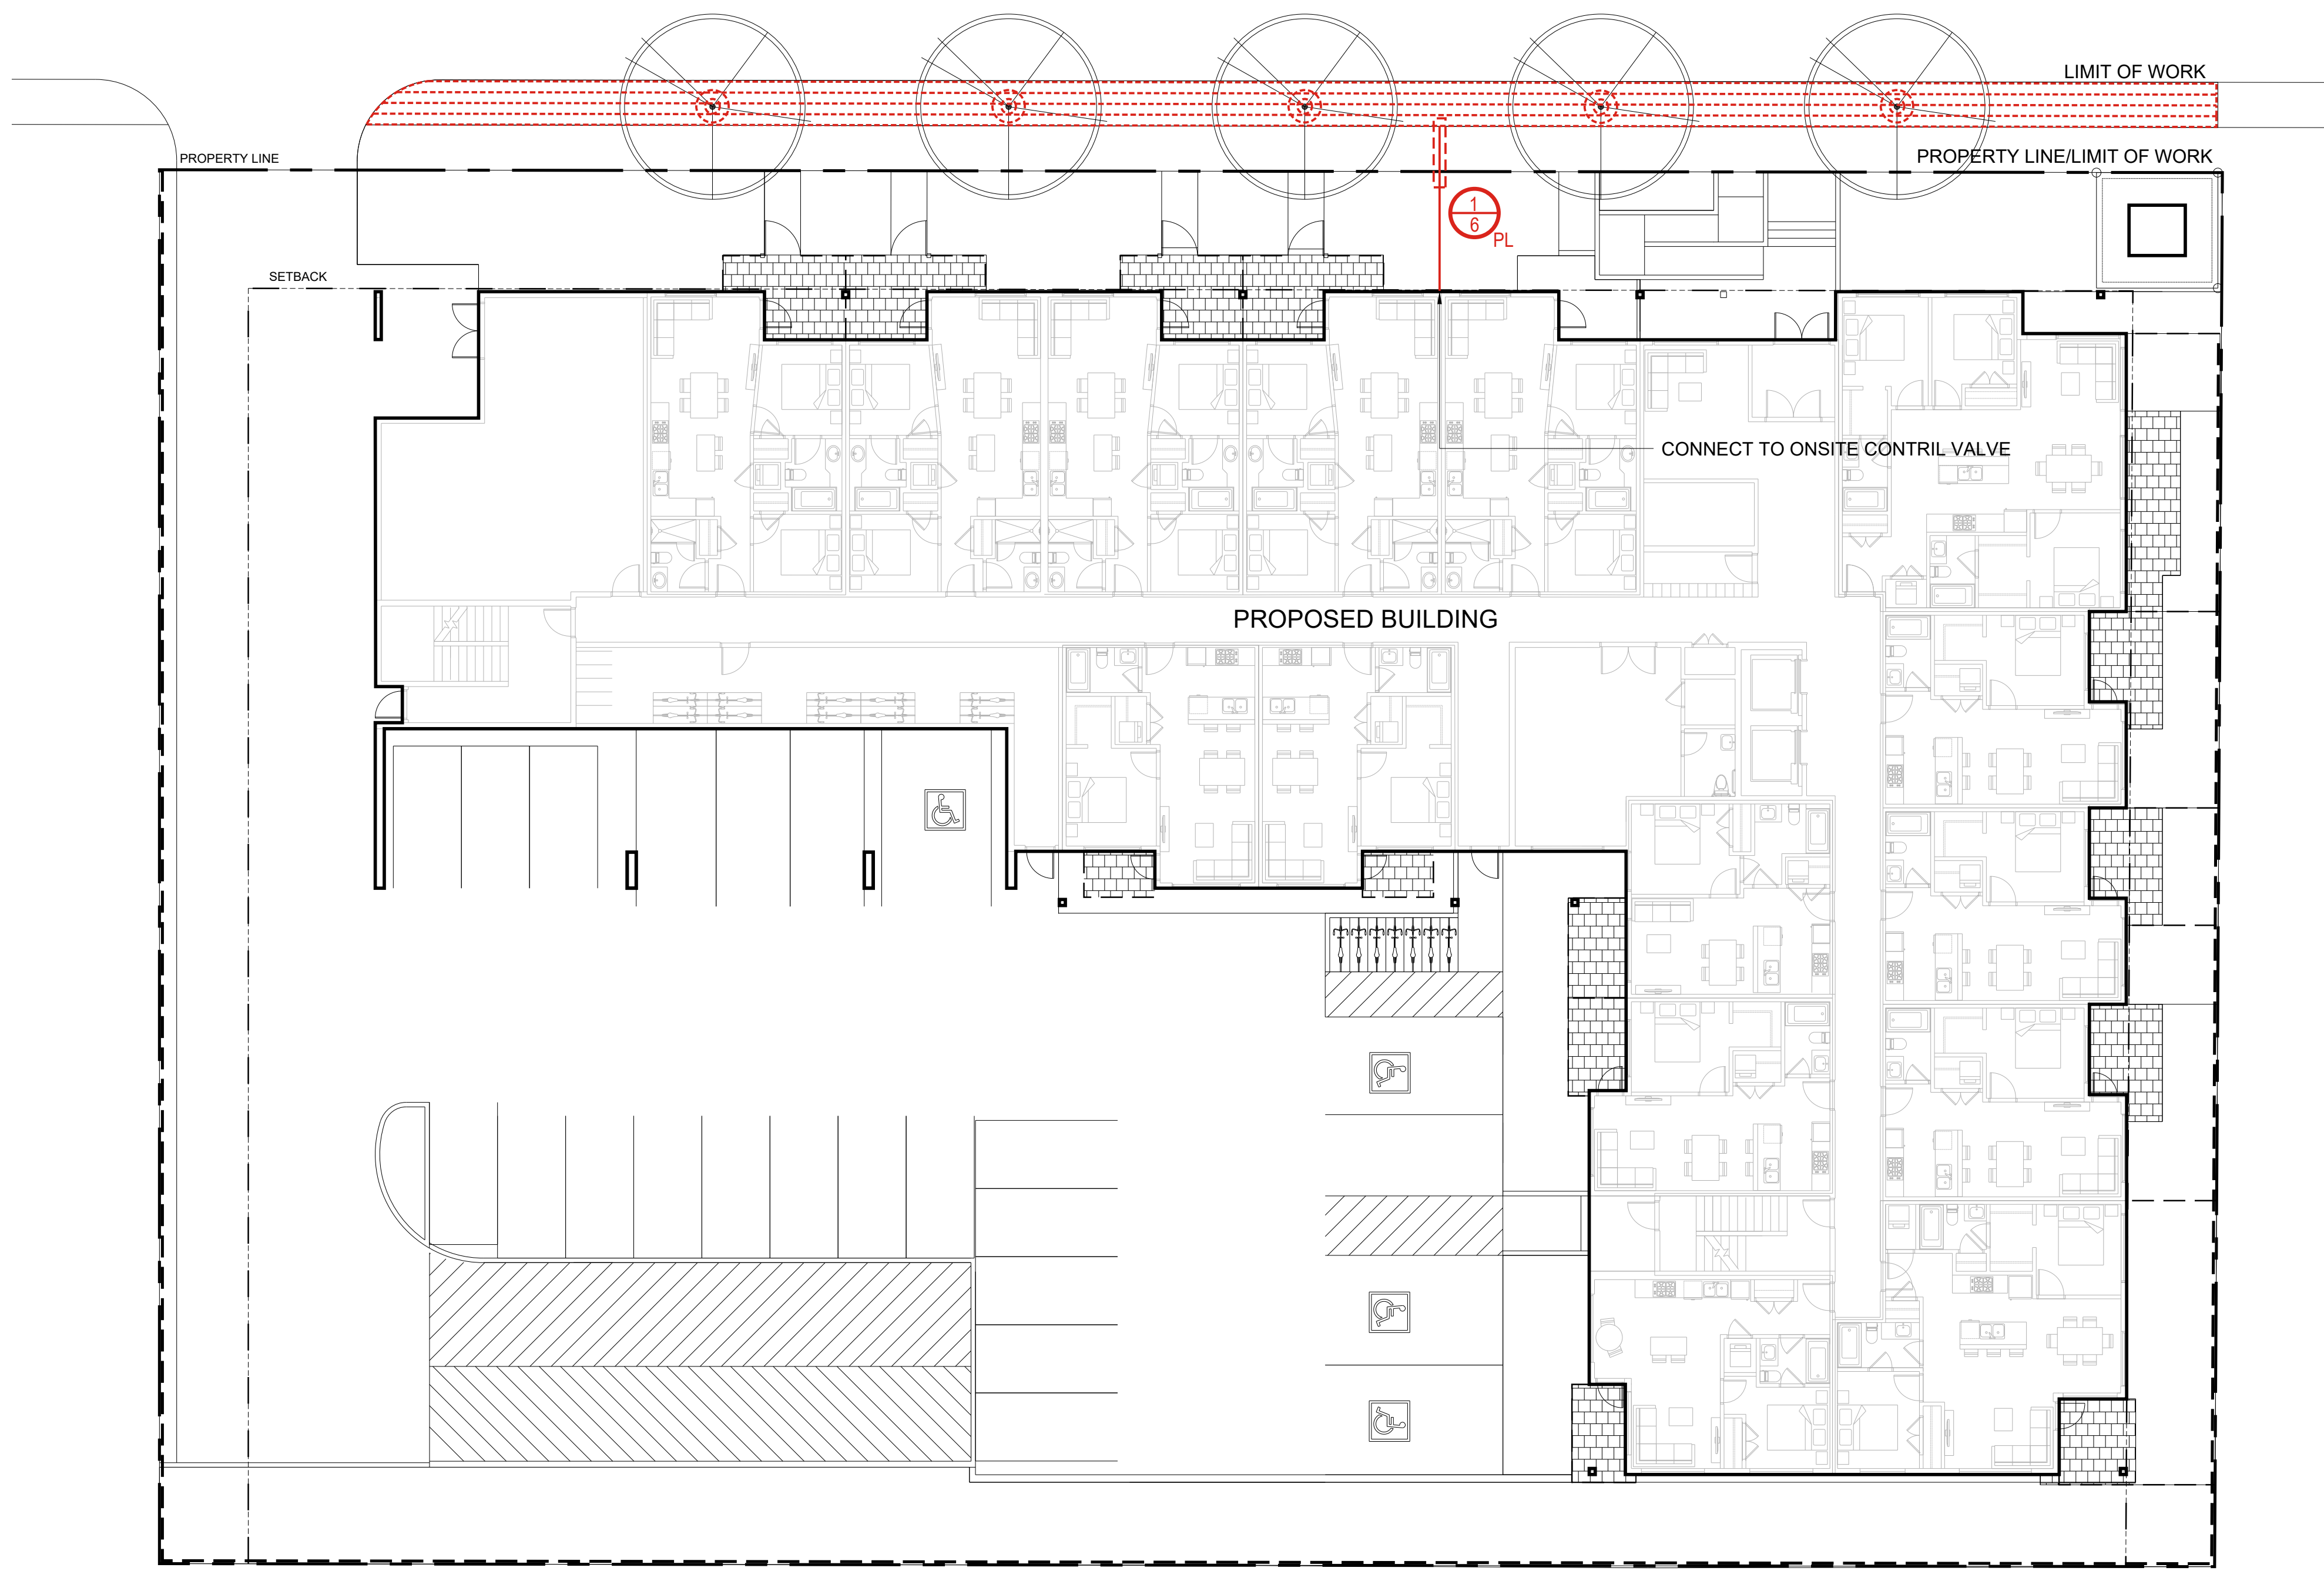 LIMIT OF WORK
PROPERTY LINE
PROPERTY LINE/LIMIT OF WORK
1
6
PL
SETBACK
CONNECT TO ONSITE CONTRIL VALVE
PROPOSED BUILDING